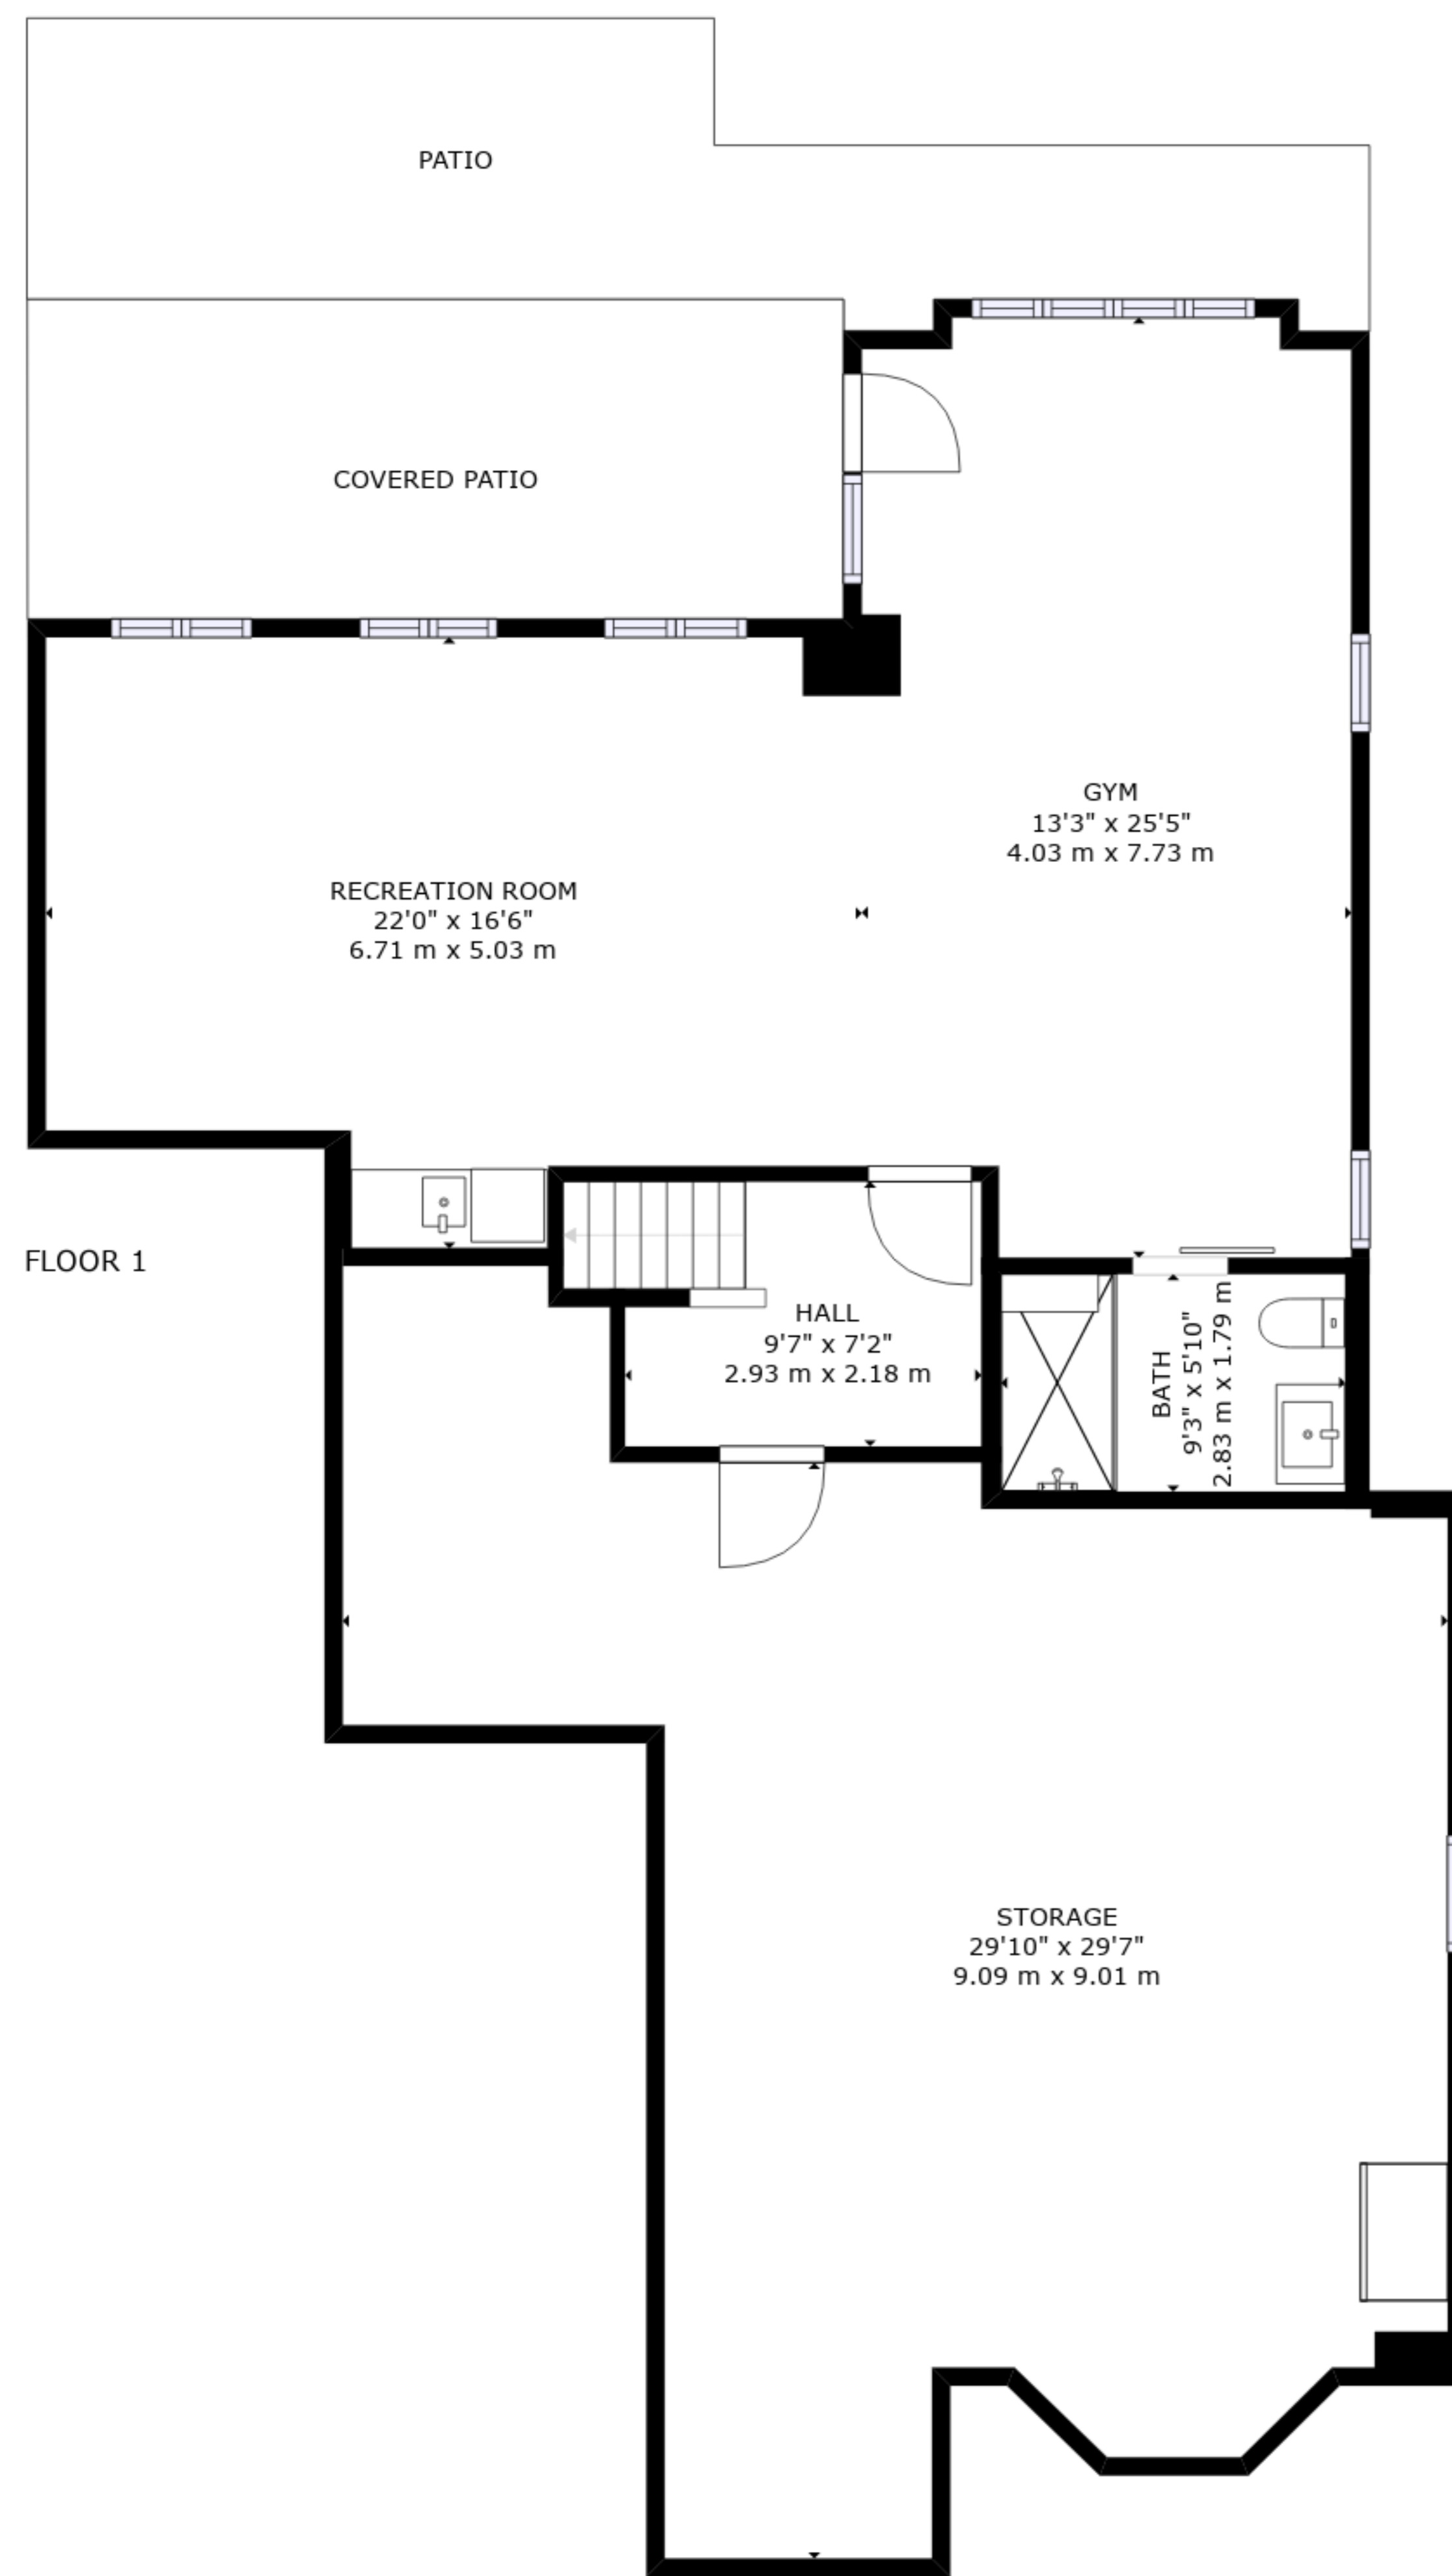 PATIO
COVERED PATIO
GYM
13'3" x 25'5"
4.03 m x 7.73 m
RECREATION ROOM
22'0" x 16'6"
6.71 m x 5.03 m
FLOOR 1
HALL
9'7" x 7'2"
2.93 m x 2.18 m
BATH
9'3" x 5'10"
2.83 m x 1.79 m
STORAGE
29'10" x 29'7"
9.09 m x 9.01 m